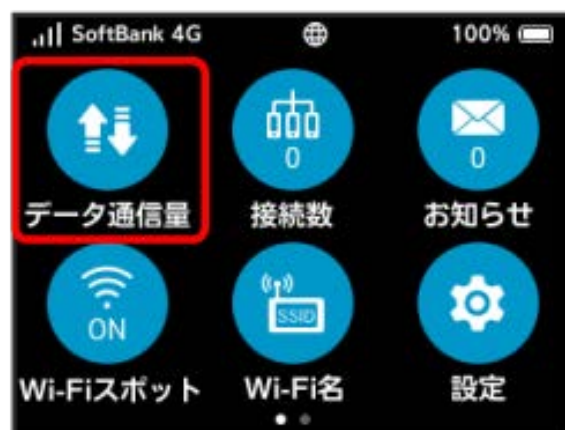 SoftBank 4G 100%
0 0
データ通信量 接続数 お知らせ
ON SSID
Wi-Fiスポット Wi-Fi名 設定